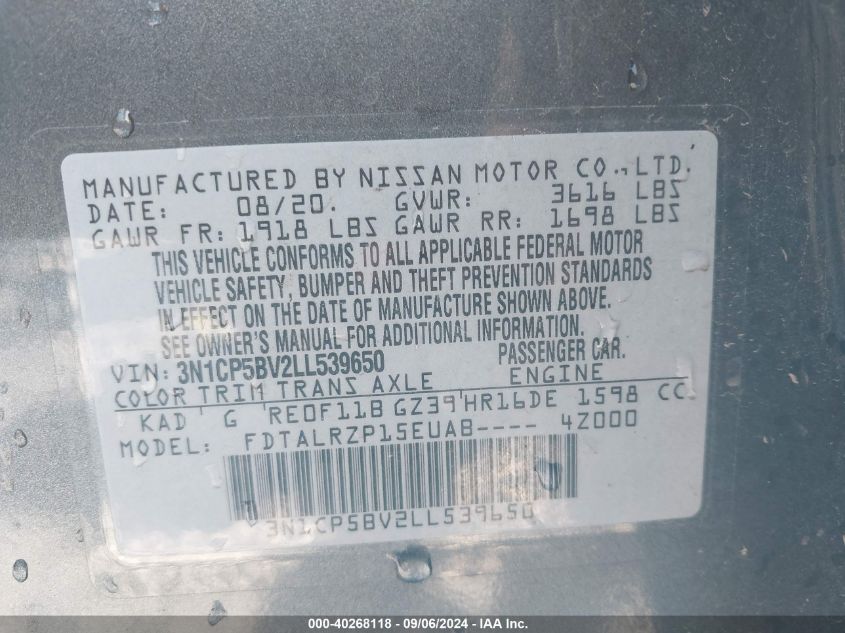 MANUFACTURED BY NISSAN MOTOR CO., LTD.
DATE: 08/20. GVWR: 3616 LBS
GAWR FR: 1918 LBS GAWR RR: 1698 LBS
THIS VEHICLE CONFORMS TO ALL APPLICABLE FEDERAL MOTOR
VEHICLE SAFETY, BUMPER AND THEFT PREVENTION STANDARDS
IN EFFECT ON THE DATE OF MANUFACTURE SHOWN ABOVE.
SEE OWNER'S MANUAL FOR ADDITIONAL INFORMATION.
VIN: 3N1CP5BV2LL539650 PASSENGER CAR.
COLOR TRIM TRANS AXLE ENGINE
KAD G RE0F11B GZ39 HR16DE 1598 CC
MODEL: FDTALRZP15EUAB---- 4Z000
3N1CP5BV2LL539650
000-40268118 - 09/06/2024 - IAA Inc.